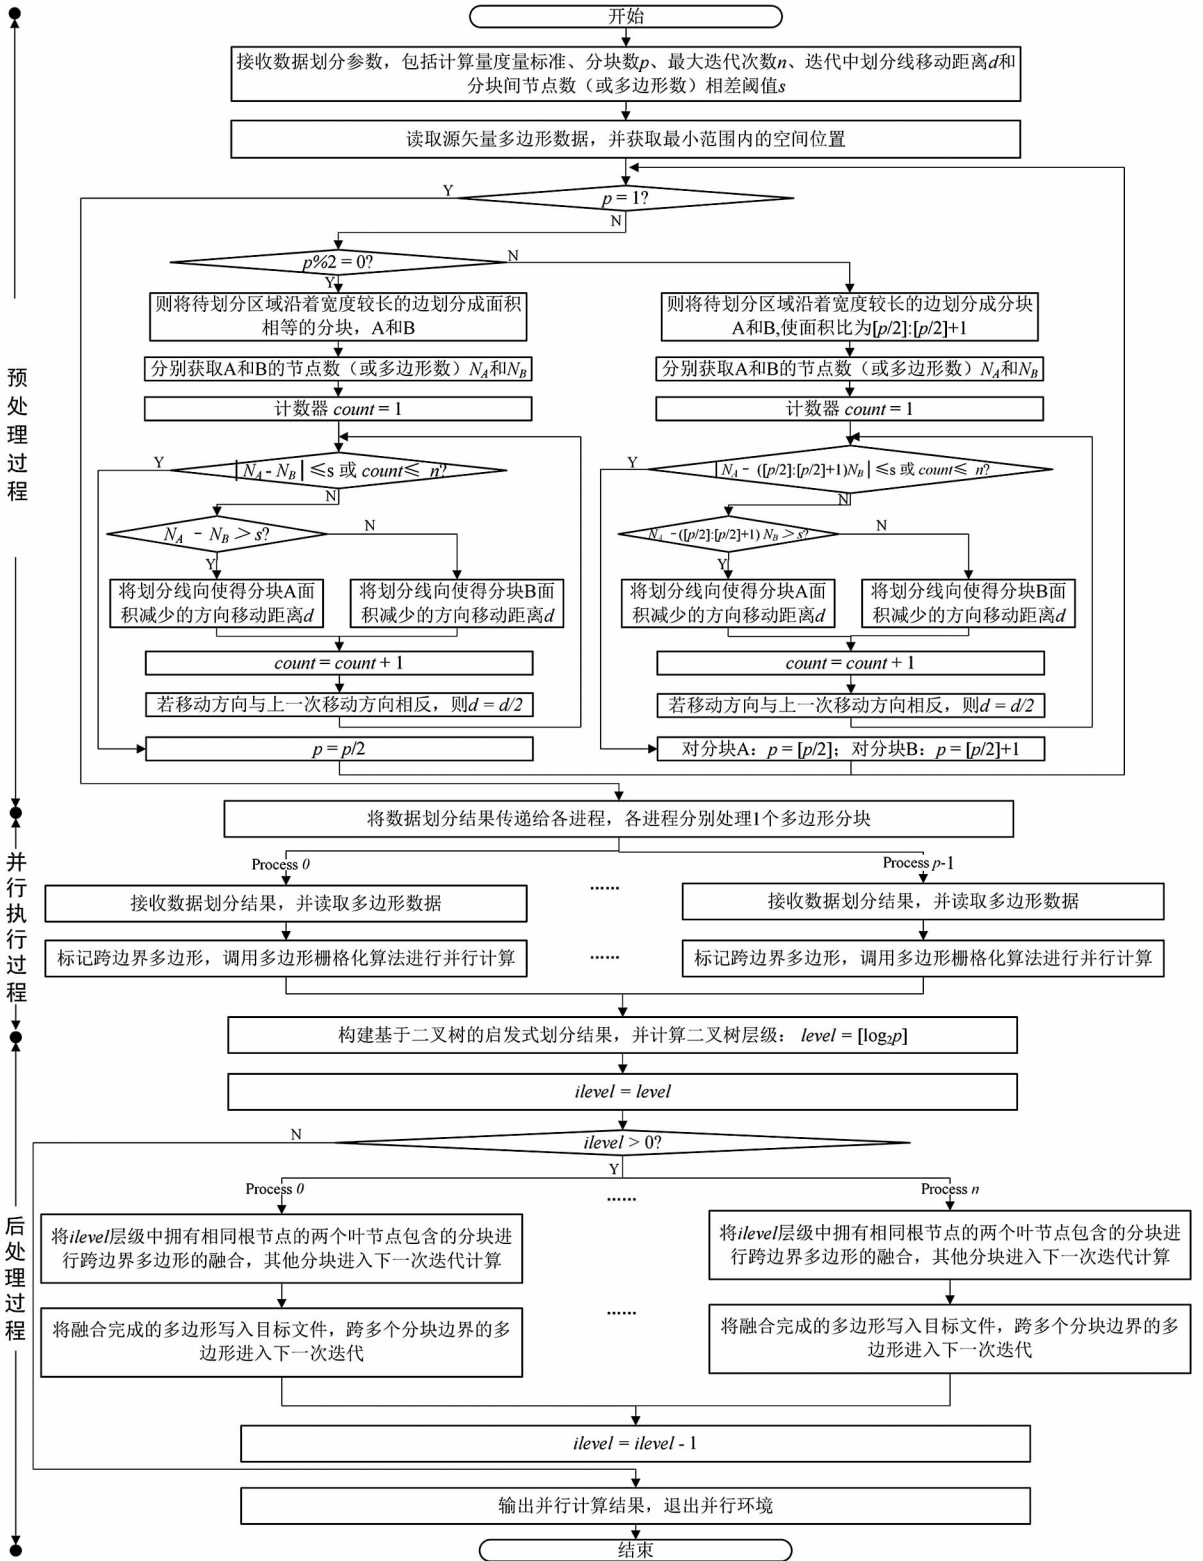 开始
接收数据划分参数，包括计算量度量标准、分块数p、最大迭代次数n、迭代中划分线移动距离d和
分块间节点数（或多边形数）相差阈值s
读取源矢量多边形数据，并获取最小范围内的空间位置
Y
p = 1?
N
p%2 = 0?
N
Y
则将待划分区域沿着宽度较长的边划分成面积
相等的分块，A和B
则将待划分区域沿着宽度较长的边划分成分块
A和B,使面积比为[p/2]:[p/2]+1
分别获取A和B的节点数（或多边形数）NA和NB
分别获取A和B的节点数（或多边形数）NA和NB
计数器 count = 1
计数器 count = 1
Y
|NA - NB| ≤s 或 count≤ n?
N
Y
|NA - ([p/2]:[p/2]+1)NB| ≤s 或 count≤ n?
N
NA - NB > s?
N
Y
NA -([p/2]:[p/2]+1) NB > s?
N
Y
将划分线向使得分块A面
积减少的方向移动距离d
将划分线向使得分块B面
积减少的方向移动距离d
将划分线向使得分块A面
积减少的方向移动距离d
将划分线向使得分块B面
积减少的方向移动距离d
count = count + 1
count = count + 1
若移动方向与上一次移动方向相反，则d = d/2
若移动方向与上一次移动方向相反，则d = d/2
p = p/2
对分块A：p = [p/2]；对分块B：p = [p/2]+1
预处理过程
将数据划分结果传递给各进程，各进程分别处理1个多边形分块
Process 0
......
Process p-1
接收数据划分结果，并读取多边形数据
接收数据划分结果，并读取多边形数据
标记跨边界多边形，调用多边形栅格化算法进行并行计算
......
标记跨边界多边形，调用多边形栅格化算法进行并行计算
并行执行过程
构建基于二叉树的启发式划分结果，并计算二叉树层级： level = [log2p]
ilevel = level
N
ilevel > 0?
Y
Process 0
......
Process n
将ilevel层级中拥有相同根节点的两个叶节点包含的分块进
行跨边界多边形的融合，其他分块进入下一次迭代计算
将ilevel层级中拥有相同根节点的两个叶节点包含的分块进
行跨边界多边形的融合，其他分块进入下一次迭代计算
将融合完成的多边形写入目标文件，跨多个分块边界的多
边形进入下一次迭代
......
将融合完成的多边形写入目标文件，跨多个分块边界的多
边形进入下一次迭代
后处理过程
ilevel = ilevel - 1
输出并行计算结果，退出并行环境
结束